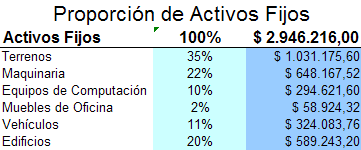 Proporción de Activos Fijos
Activos Fijos 100% $ 2.946.216,00
Terrenos 35% $ 1.031.175,60
Maquinaria 22% $ 648.167,52
Equipos de Computación 10% $ 294.621,60
Muebles de Oficina 2% $ 58.924,32
Vehículos 11% $ 324.083,76
Edificios 20% $ 589.243,20